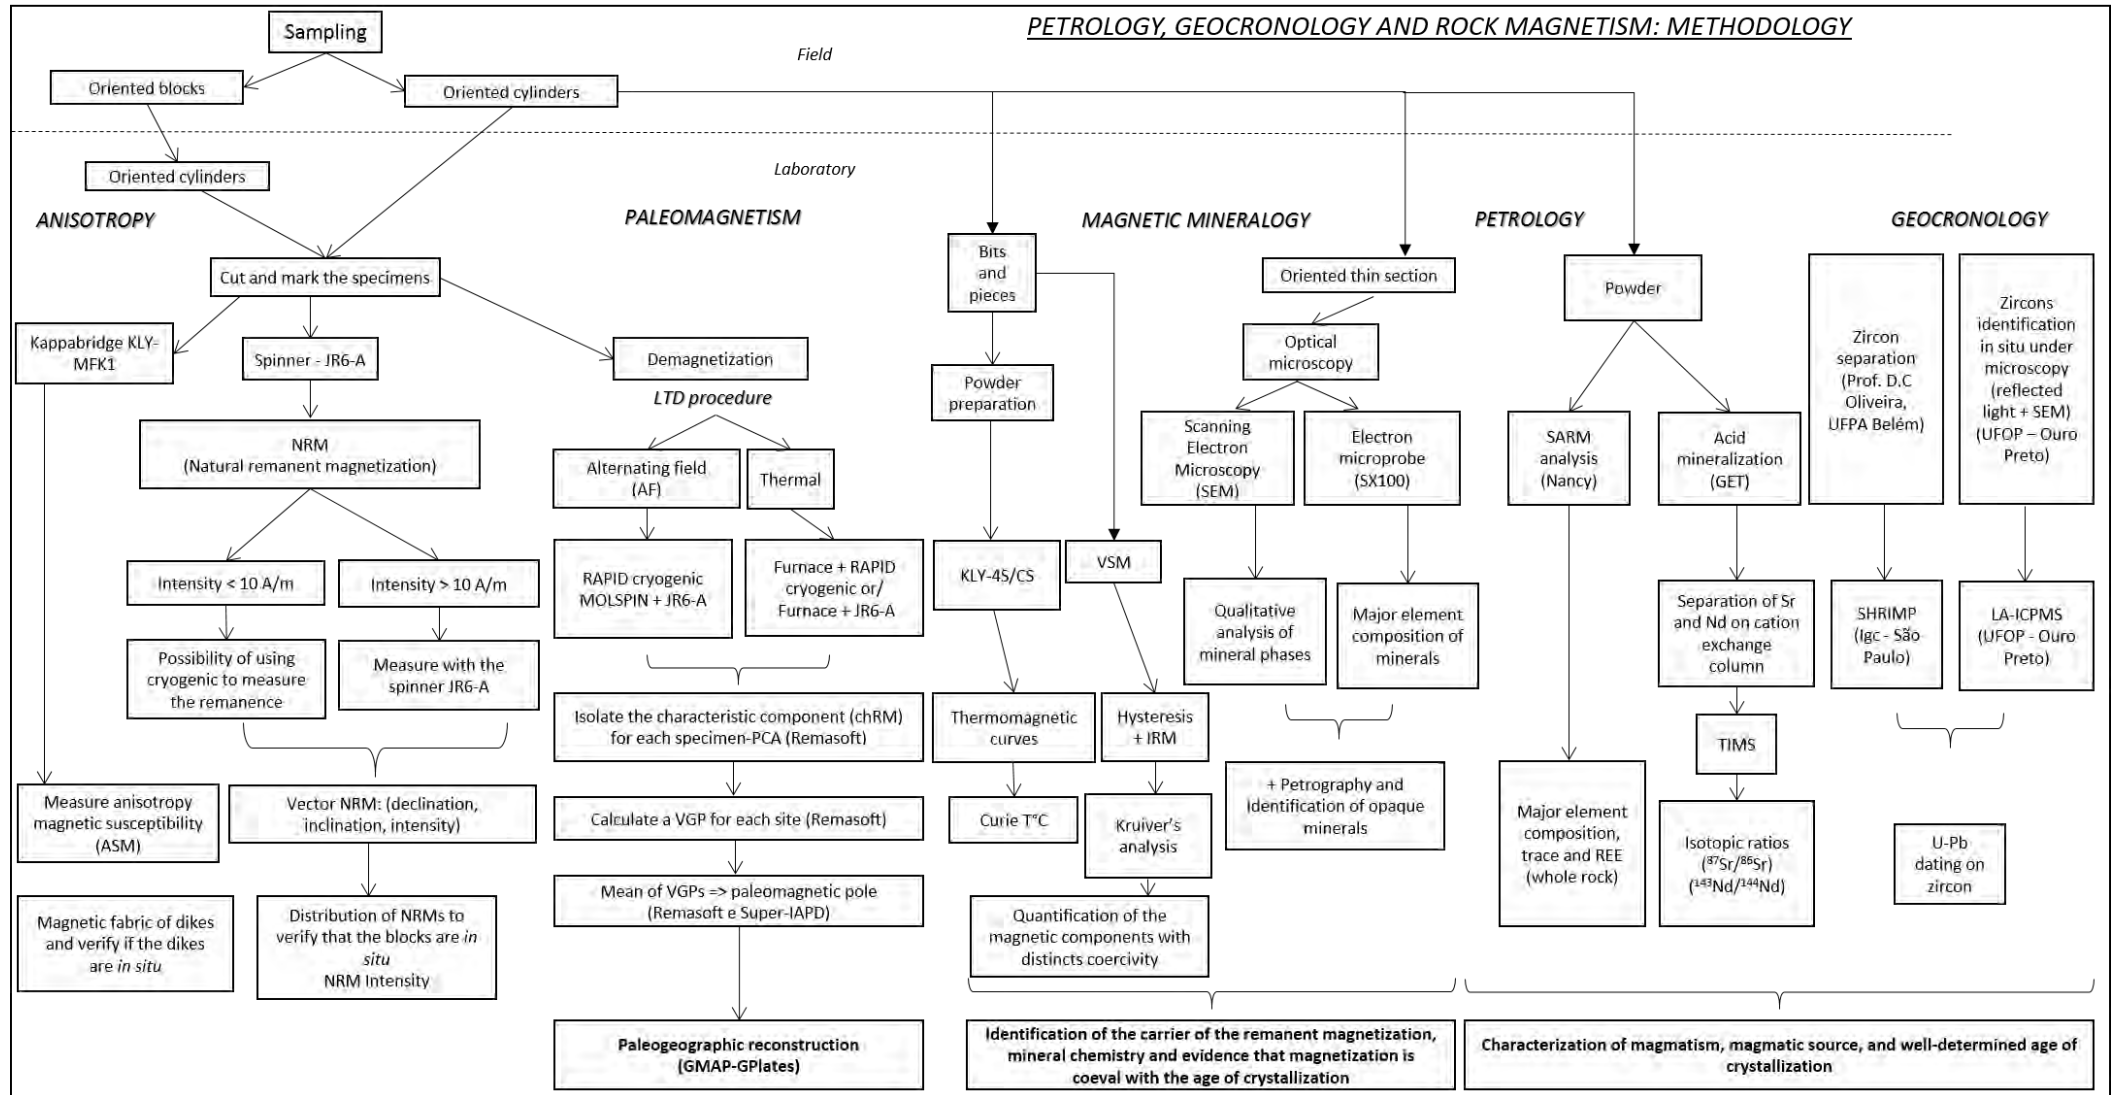 PETROLOGY, GEOCRONOLOGY AND ROCK MAGNETISM: METHODOLOGY
Sampling
Field
Oriented blocks
Oriented cylinders
Laboratory
Oriented cylinders
ANISOTROPY
PALEOMAGNETISM
MAGNETIC MINERALOGY
PETROLOGY
GEOCRONOLOGY
Cut and mark the specimens
Kappabridge KLY-
MFK1
Spinner - JR6-A
Demagnetization
LTD procedure
NRM
(Natural remanent magnetization)
Intensity < 10 A/m
Intensity > 10 A/m
Possibility of using
cryogenic to measure
the remanence
Measure with the
spinner JR6-A
Measure anisotropy
magnetic susceptibility
(ASM)
Vector NRM: (declination,
inclination, intensity)
Magnetic fabric of dikes
and verify if the dikes
are in situ
Distribution of NRMs to
verify that the blocks are in
situ
NRM Intensity
Alternating field
(AF)
Thermal
RAPID cryogenic
MOLSPIN + JR6-A
Furnace + RAPID
cryogenic or/
Furnace + JR6-A
Isolate the characteristic component (chRM)
for each specimen-PCA (Remasoft)
Calculate a VGP for each site (Remasoft)
Mean of VGPs => paleomagnetic pole
(Remasoft e Super-IAPD)
Paleogeographic reconstruction
(GMAP-GPlates)
Bits
and
pieces
Powder
preparation
KLY-4S/CS
VSM
Thermomagnetic
curves
Hysteresis
+ IRM
Curie T°C
Kruiver's
analysis
Quantification of the
magnetic components with
distincts coercivity
Oriented thin section
Optical
microscopy
Scanning
Electron
Microscopy
(SEM)
Electron
microprobe
(SX100)
Qualitative
analysis of
mineral phases
Major element
composition of
minerals
+ Petrography and
Identification of opaque
minerals
Identification of the carrier of the remanent magnetization,
mineral chemistry and evidence that magnetization is
coeval with the age of crystallization
Powder
SARM
analysis
(Nancy)
Acid
mineralization
(GET)
Separation of Sr
and Nd on cation
exchange
column
TIMS
Major element
composition,
trace and REE
(whole rock)
Isotopic ratios
(⁸⁷Sr/⁸⁶Sr)
(¹⁴³Nd/¹⁴⁴Nd)
Zircon
separation
(Prof. D.C
Oliveira,
UFPA Belém)
Zircons
identification
in situ under
microscopy
(reflected
light + SEM)
(UFOP – Ouro
Preto)
SHRIMP
(Igc - São
Paulo)
LA-ICPMS
(UFOP - Ouro
Preto)
U-Pb
dating on
zircon
Characterization of magmatism, magmatic source, and well-determined age of
crystallization